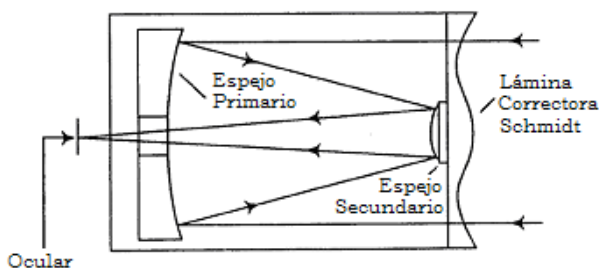 Espejo
Primario
Lámina
Correctora
Schmidt
Espejo
Secundario
Ocular